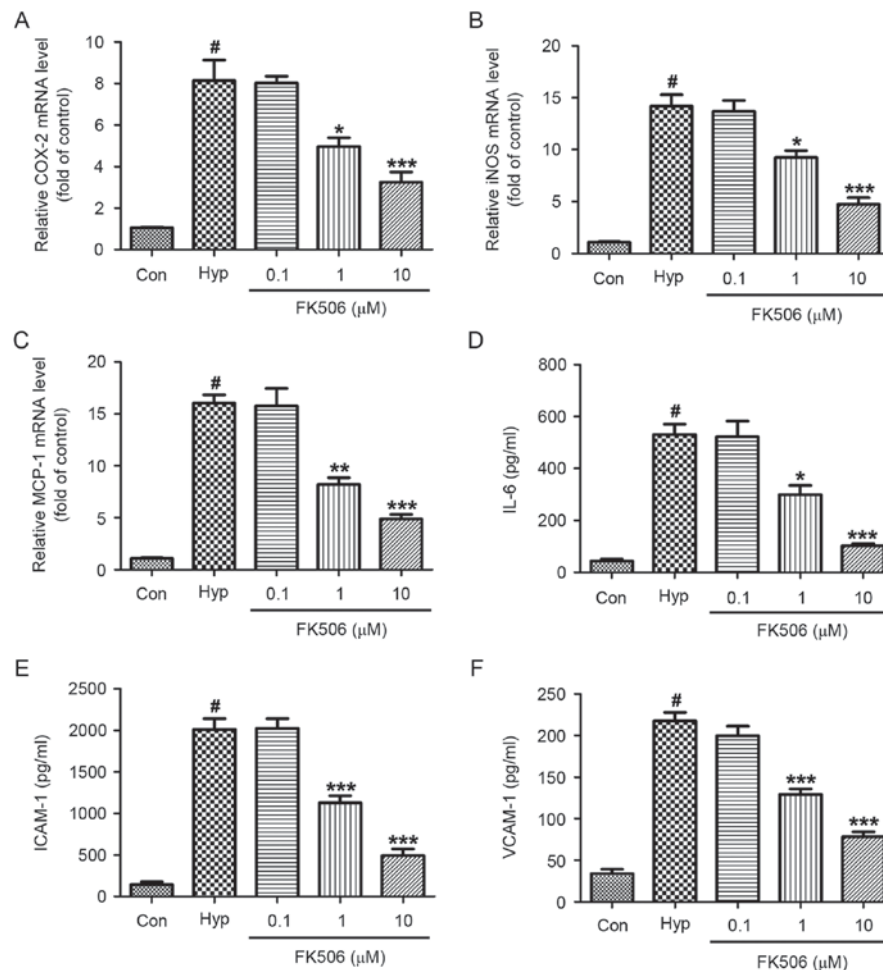 A
Relative COX-2 mRNA level
(fold of control)
10
8
6
4
2
0
#
*
***
Con
Hyp
0.1
1
10
FK506 (μM)
B
Relative iNOS mRNA level
(fold of control)
20
15
10
5
0
#
*
***
Con
Hyp
0.1
1
10
FK506 (μM)
C
Relative MCP-1 mRNA level
(fold of control)
20
15
10
5
0
#
**
***
Con
Hyp
0.1
1
10
FK506 (μM)
D
IL-6 (pg/ml)
800
600
400
200
0
#
*
***
Con
Hyp
0.1
1
10
FK506 (μM)
E
ICAM-1 (pg/ml)
2500
2000
1500
1000
500
0
#
***
***
Con
Hyp
0.1
1
10
FK506 (μM)
F
VCAM-1 (pg/ml)
250
200
150
100
50
0
#
***
***
Con
Hyp
0.1
1
10
FK506 (μM)